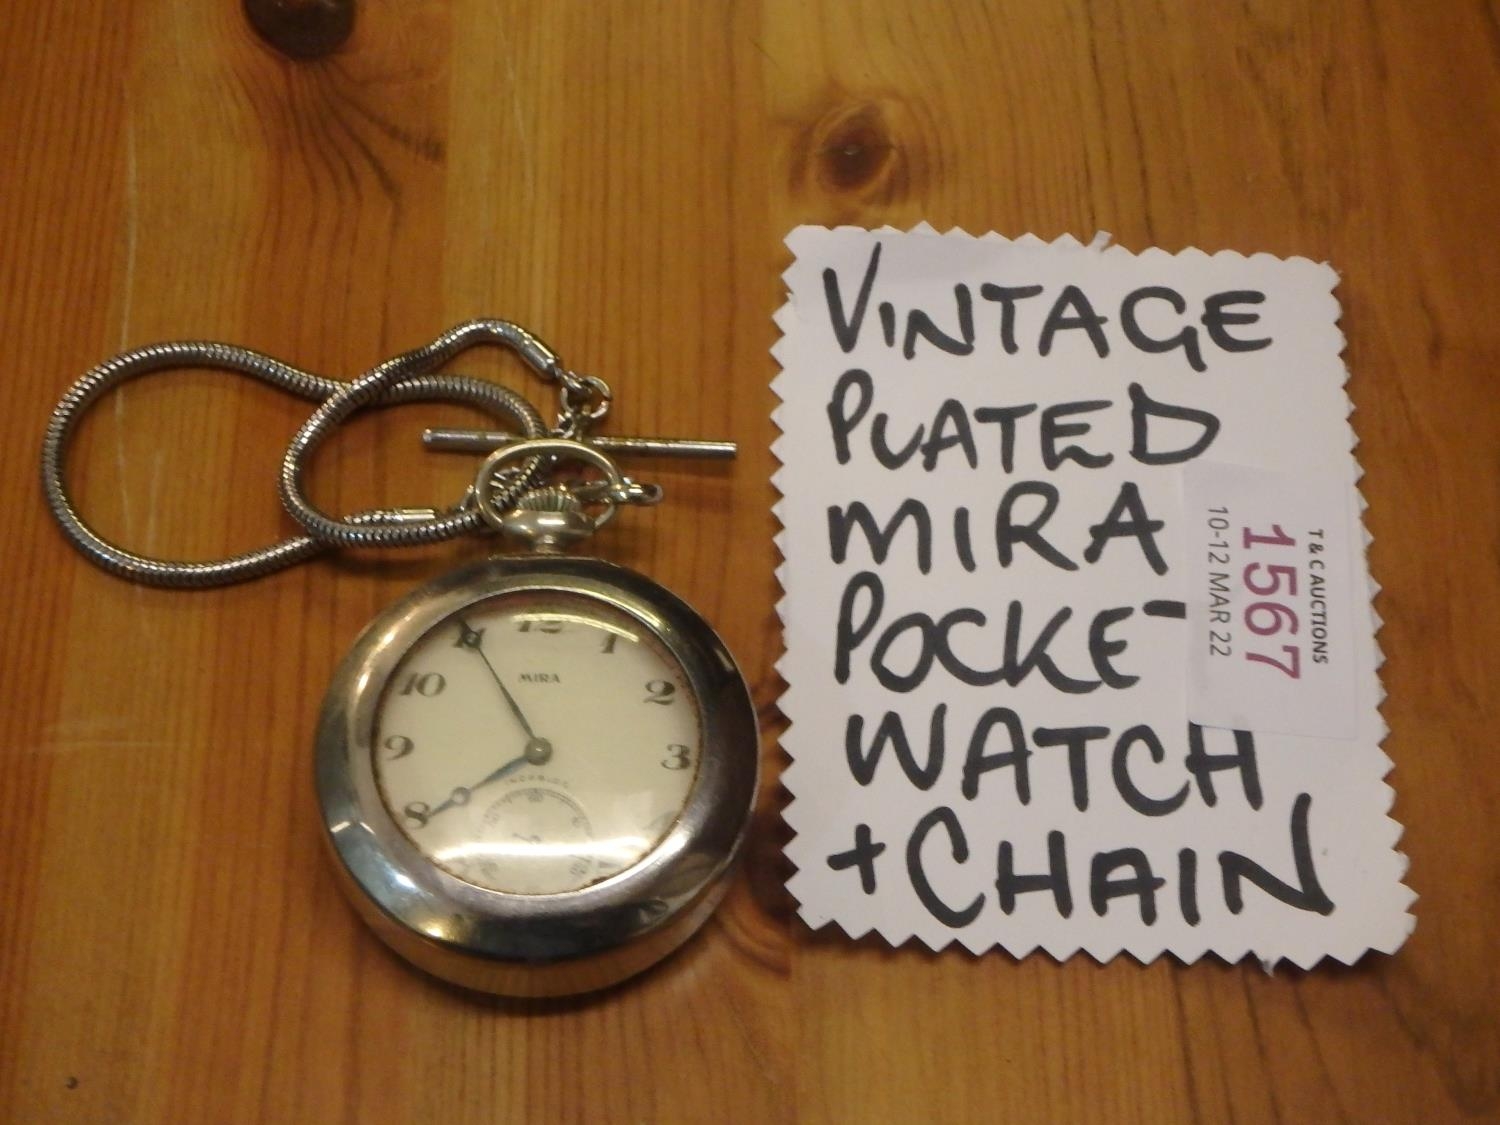 VINTAGE
PLATED
MIRA
POCKE
WATCH
+ CHAIN
T & C AUCTIONS
1567
10-12 MAR 22
12
1
2
3
8
9
10
11
MIRA
INCABLOC